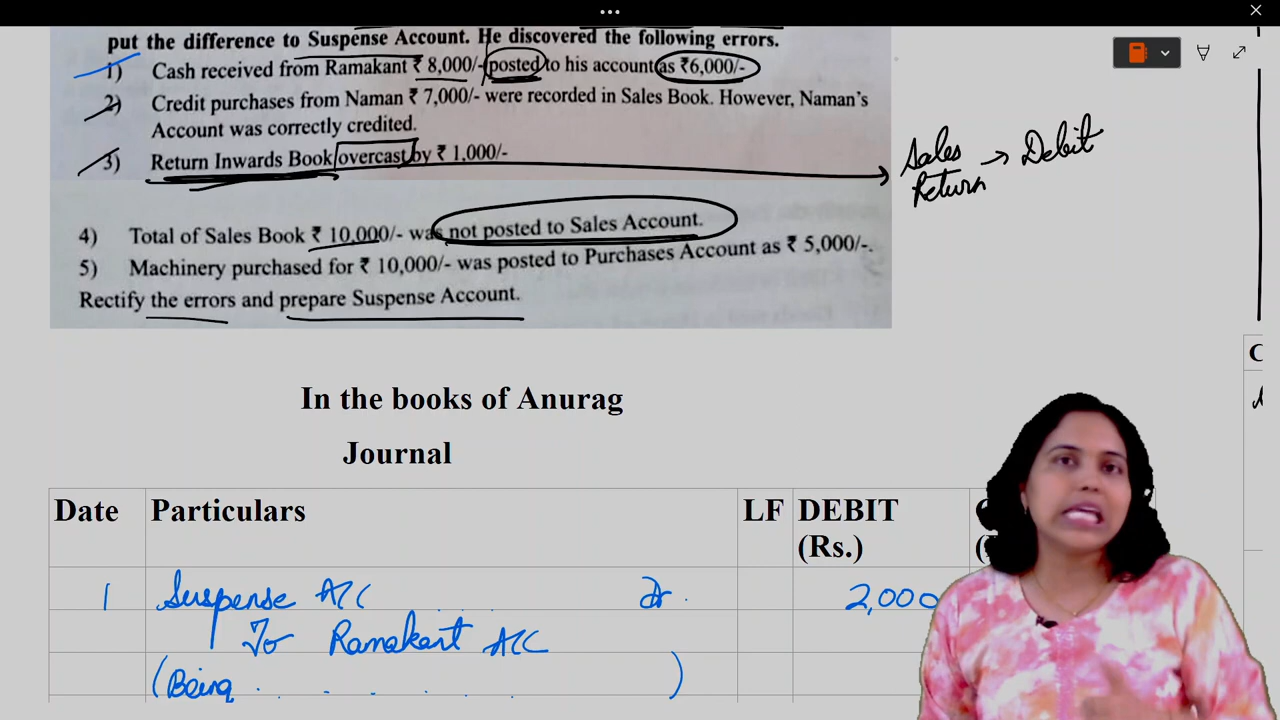 put the difference to Suspense Account. He discovered the following errors.
1) Cash received from Ramakant ₹ 8,000/- posted to his account as ₹6,000/-
2) Credit purchases from Naman ₹ 7,000/- were recorded in Sales Book. However, Naman's
Account was correctly credited.
3) Return Inwards Book overcast by ₹ 1,000/-
Sales → Debit
Return
4) Total of Sales Book ₹ 10,000/- was not posted to Sales Account.
5) Machinery purchased for ₹ 10,000/- was posted to Purchases Account as ₹ 5,000/-.
Rectify the errors and prepare Suspense Account.
In the books of Anurag
Journal
Date Particulars LF DEBIT
(Rs.)
1 Suspense A/C Dr. 2,000
To Ramakant A/C
(Being . . . . . )